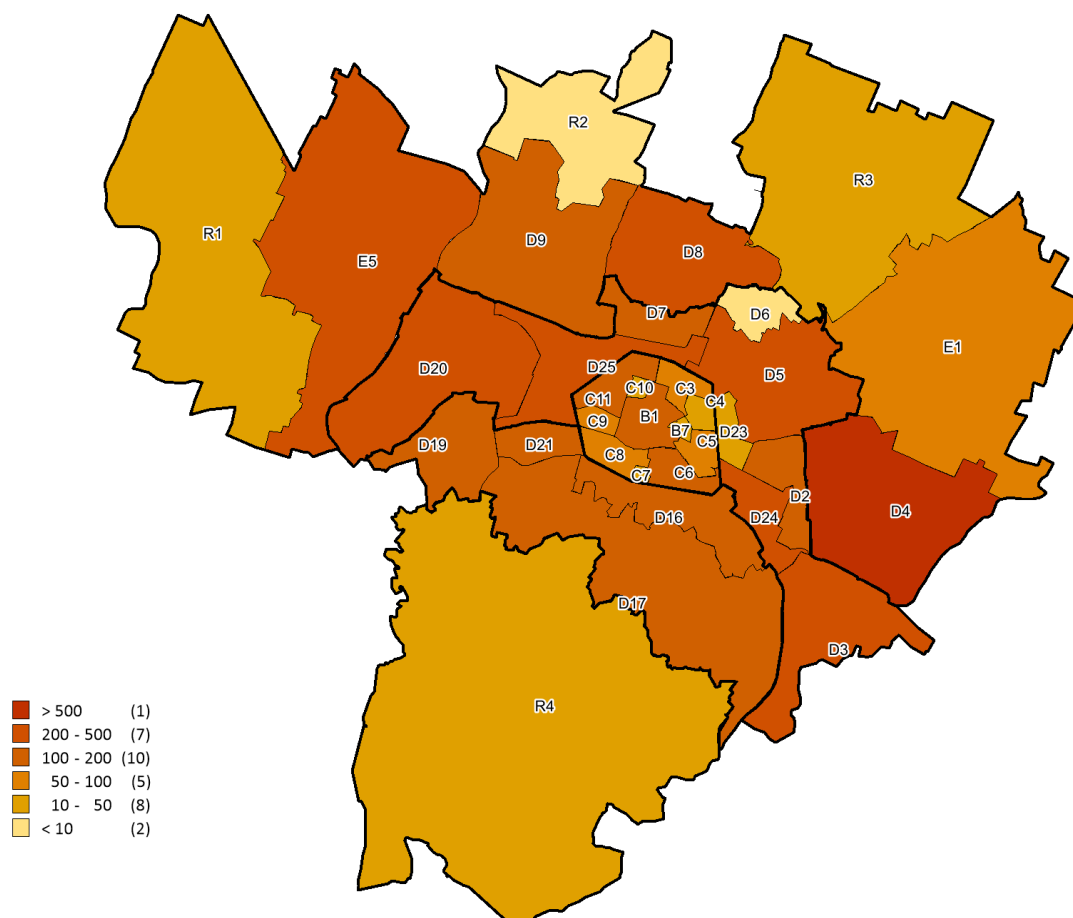 R2
R3
R1
D9
E5
D8
D7
D6
E1
D20
D25
D5
C10
C3
C11
C4
B1
C9
B7
D23
D19
D21
C5
C8
C6
C7
D2
D16
D24
D4
D17
D3
R4
> 500 (1)
200 - 500 (7)
100 - 200 (10)
50 - 100 (5)
10 - 50 (8)
< 10 (2)